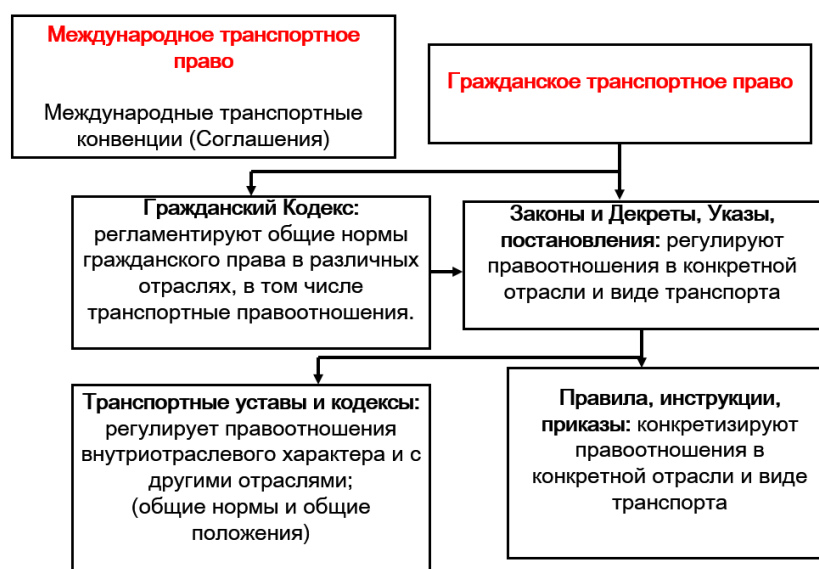 Международное транспортное
право
Международные транспортные
конвенции (Соглашения)
Гражданское транспортное право
Гражданский Кодекс:
регламентируют общие нормы
гражданского права в различных
отраслях, в том числе
транспортные правоотношения.
Законы и Декреты, Указы,
постановления: регулируют
правоотношения в конкретной
отрасли и виде транспорта
Транспортные уставы и кодексы:
регулирует правоотношения
внутриотраслевого характера и с
другими отраслями;
(общие нормы и общие
положения)
Правила, инструкции,
приказы: конкретизируют
правоотношения в
конкретной отрасли и виде
транспорта